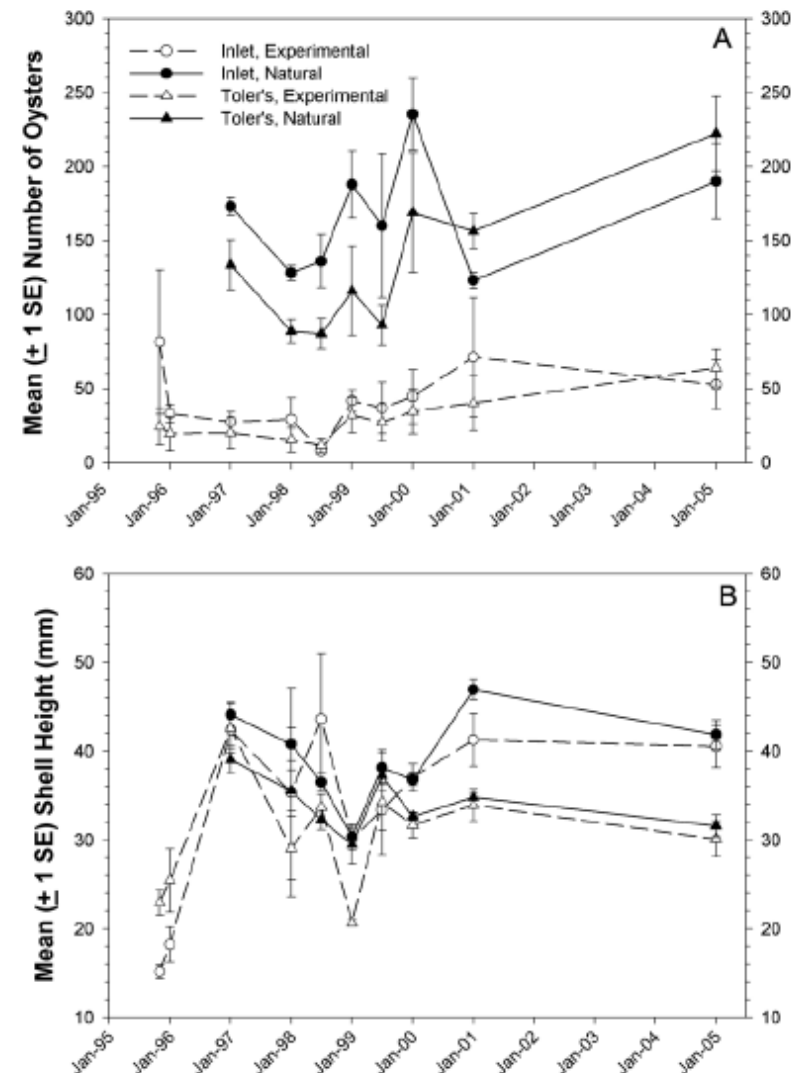 A
Inlet, Experimental
Inlet, Natural
Toler's, Experimental
Toler's, Natural
Mean (± 1 SE) Number of Oysters
300
250
200
150
100
50
0
300
250
200
150
100
50
0
Jan-95 Jan-96 Jan-97 Jan-98 Jan-99 Jan-00 Jan-01 Jan-02 Jan-03 Jan-04 Jan-05
B
Mean (± 1 SE) Shell Height (mm)
60
50
40
30
20
10
60
50
40
30
20
10
Jan-95 Jan-96 Jan-97 Jan-98 Jan-99 Jan-00 Jan-01 Jan-02 Jan-03 Jan-04 Jan-05